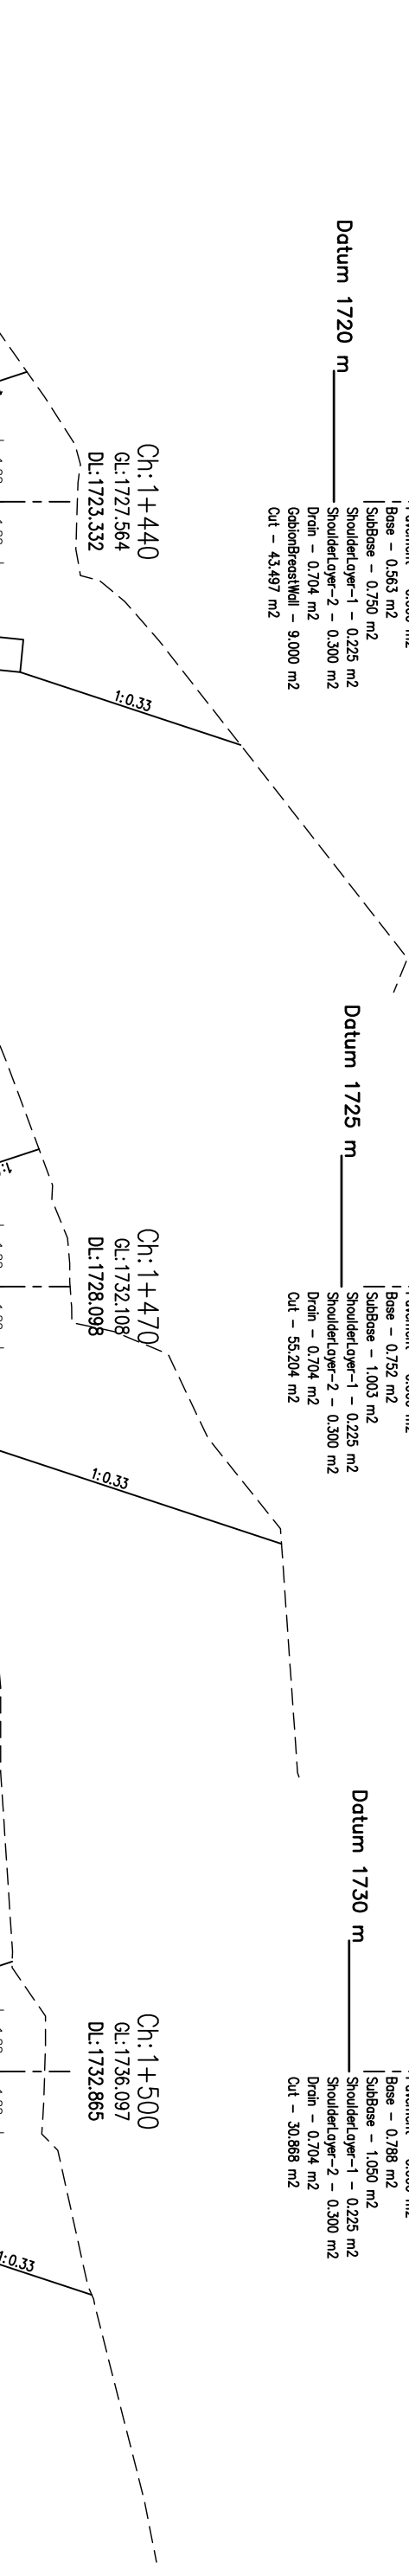 Datum 1720 m
Base - 0.563 m2
SubBase - 0.750 m2
ShoulderLayer-1 - 0.225 m2
ShoulderLayer-2 - 0.300 m2
Drain - 0.704 m2
GabionBreastWall - 9.000 m2
Cut - 43.497 m2
Ch:1+440
GL:1727.564
DL:1723.332
1:0.33
Datum 1725 m
Base - 0.752 m2
SubBase - 1.003 m2
ShoulderLayer-1 - 0.225 m2
ShoulderLayer-2 - 0.300 m2
Drain - 0.704 m2
Cut - 55.204 m2
Ch:1+470
GL:1732.108
DL:1728.098
1:0.33
Datum 1730 m
Base - 0.788 m2
SubBase - 1.050 m2
ShoulderLayer-1 - 0.225 m2
ShoulderLayer-2 - 0.300 m2
Drain - 0.704 m2
Cut - 30.868 m2
Ch:1+500
GL:1736.097
DL:1732.865
1:0.33